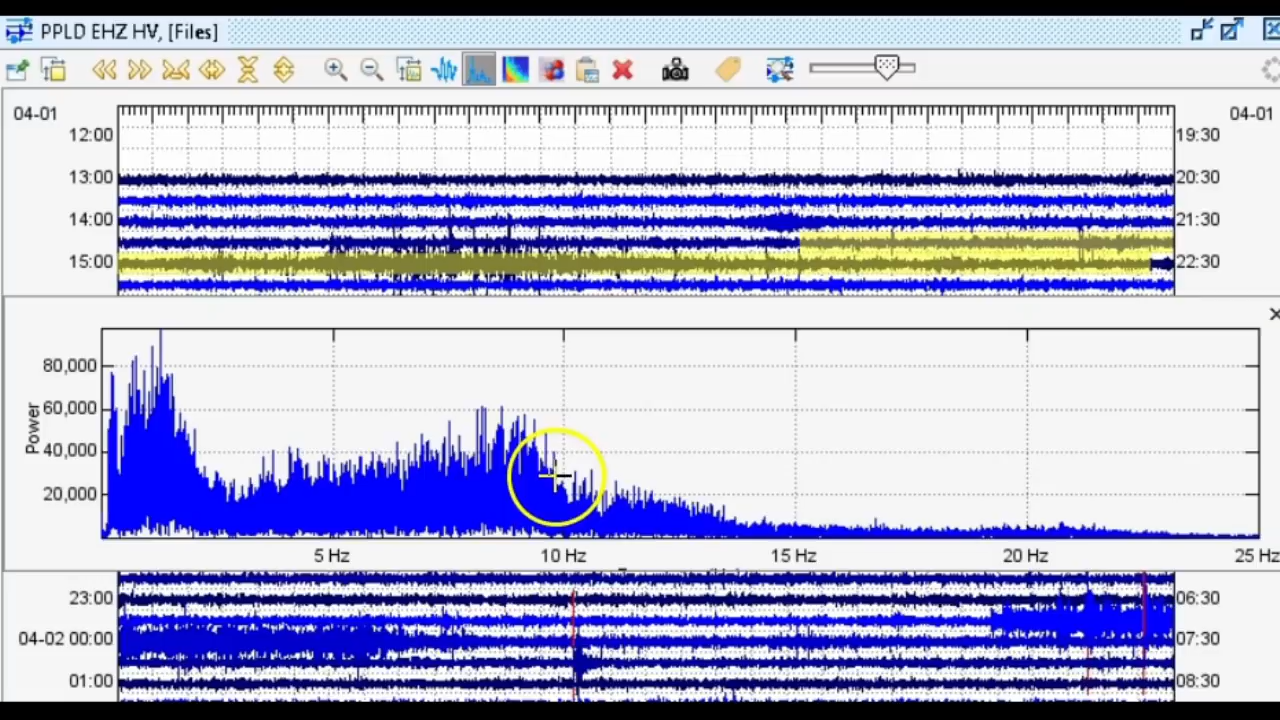 PPLD EHZ HV, [Files]
04-01 04-01
12:00 19:30
13:00 20:30
14:00 21:30
15:00 22:30
80,000
60,000
Power
40,000
20,000
5 Hz 10 Hz 15 Hz 20 Hz 25 Hz
23:00 06:30
04-02 00:00 07:30
01:00 08:30